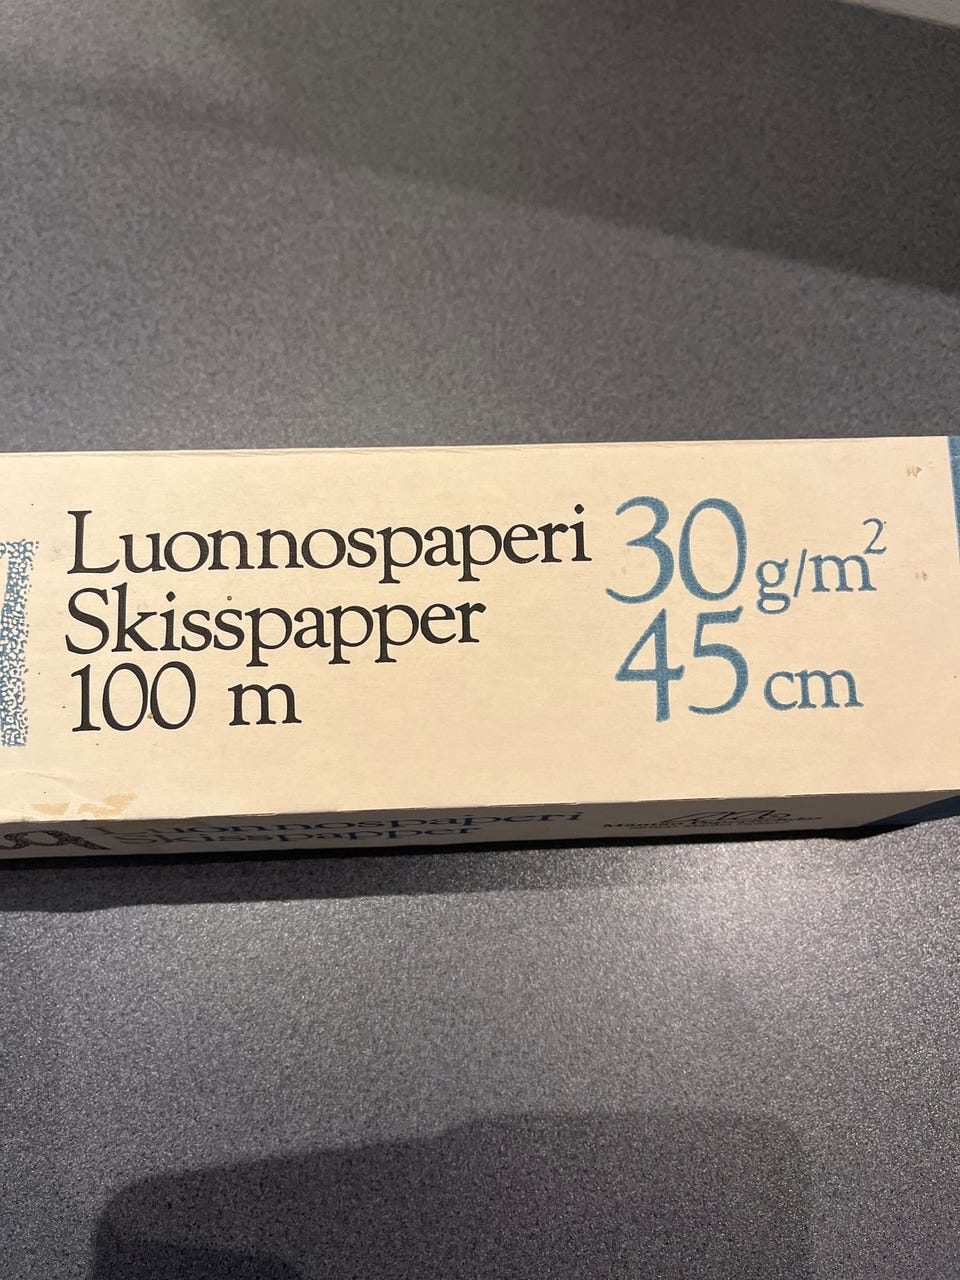 Luonnospaperi
Skisspapper
100 m
30 g/m²
45 cm
Luonnospaperi
Skisspapper